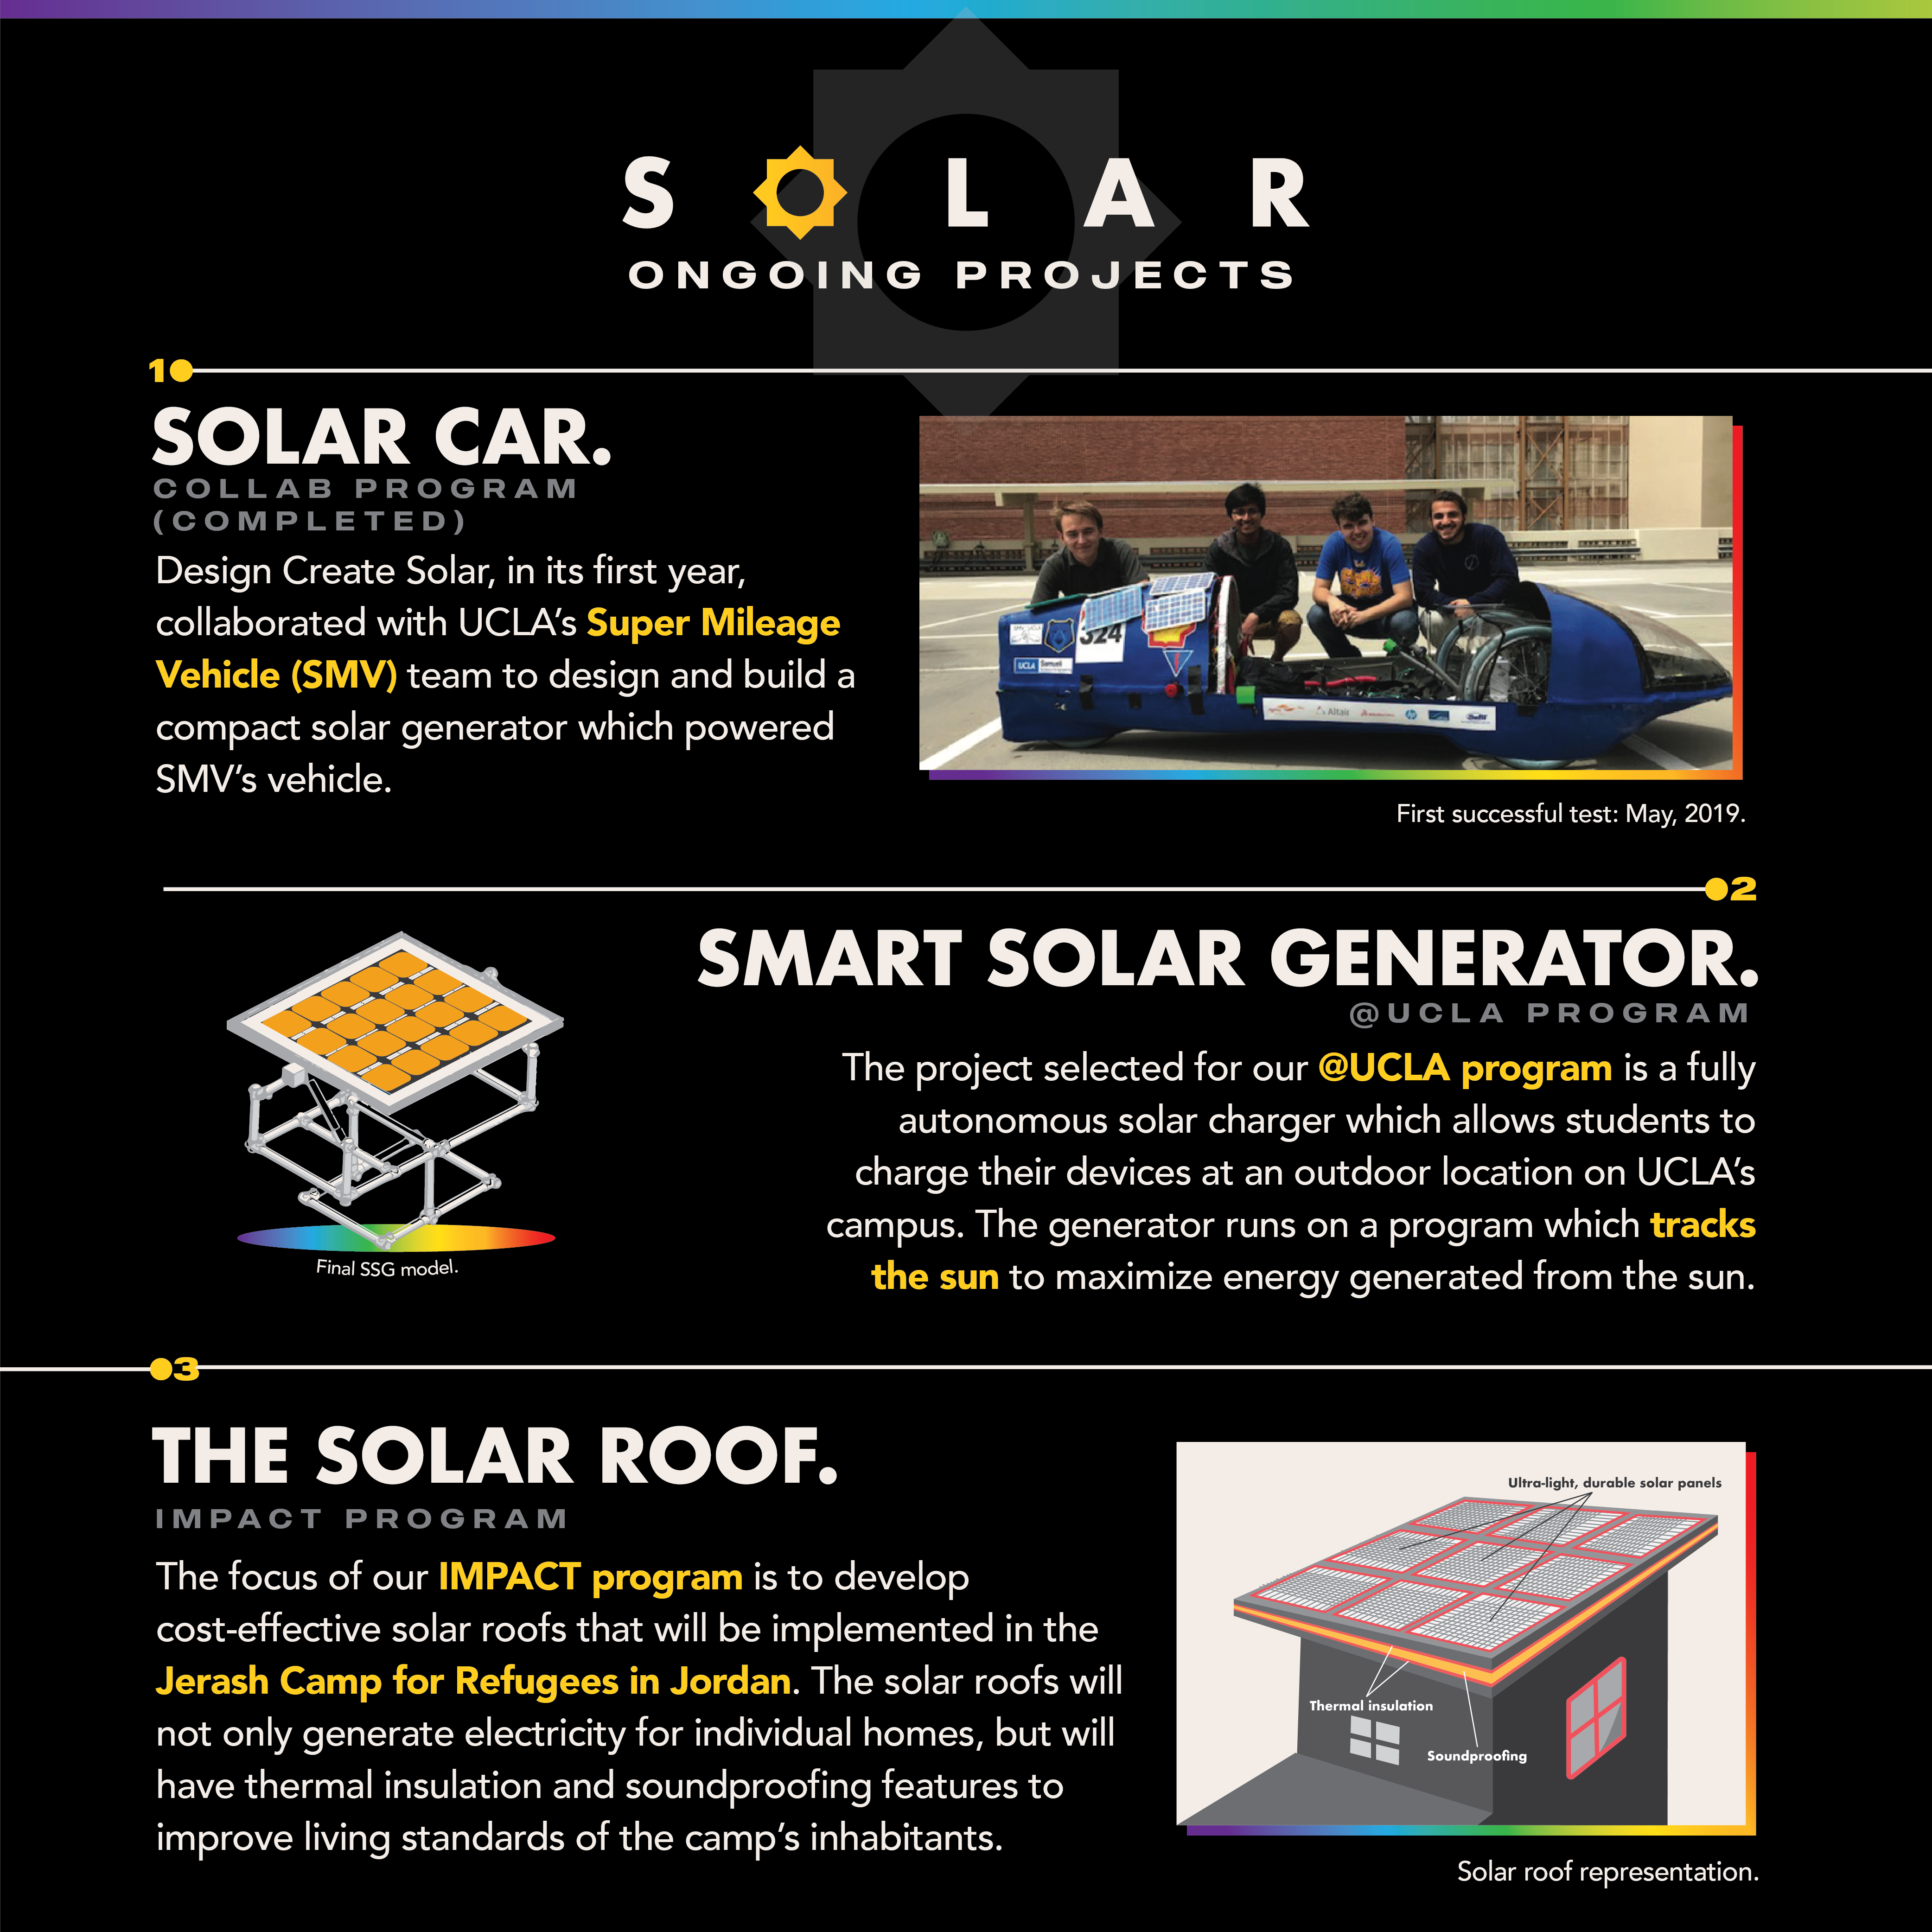 SOLAR
ONGOING PROJECTS
1
SOLAR CAR.
COLLAB PROGRAM
(COMPLETED)
Design Create Solar, in its first year,
collaborated with UCLA’s Super Mileage
Vehicle (SMV) team to design and build a
compact solar generator which powered
SMV’s vehicle.
324
UCLA Samueli
Altair
hp
First successful test: May, 2019.
2
SMART SOLAR GENERATOR.
@UCLA PROGRAM
The project selected for our @UCLA program is a fully
autonomous solar charger which allows students to
charge their devices at an outdoor location on UCLA’s
campus. The generator runs on a program which tracks
the sun to maximize energy generated from the sun.
Final SSG model.
3
THE SOLAR ROOF.
IMPACT PROGRAM
The focus of our IMPACT program is to develop
cost-effective solar roofs that will be implemented in the
Jerash Camp for Refugees in Jordan. The solar roofs will
not only generate electricity for individual homes, but will
have thermal insulation and soundproofing features to
improve living standards of the camp’s inhabitants.
Ultra-light, durable solar panels
Thermal insulation
Soundproofing
Solar roof representation.